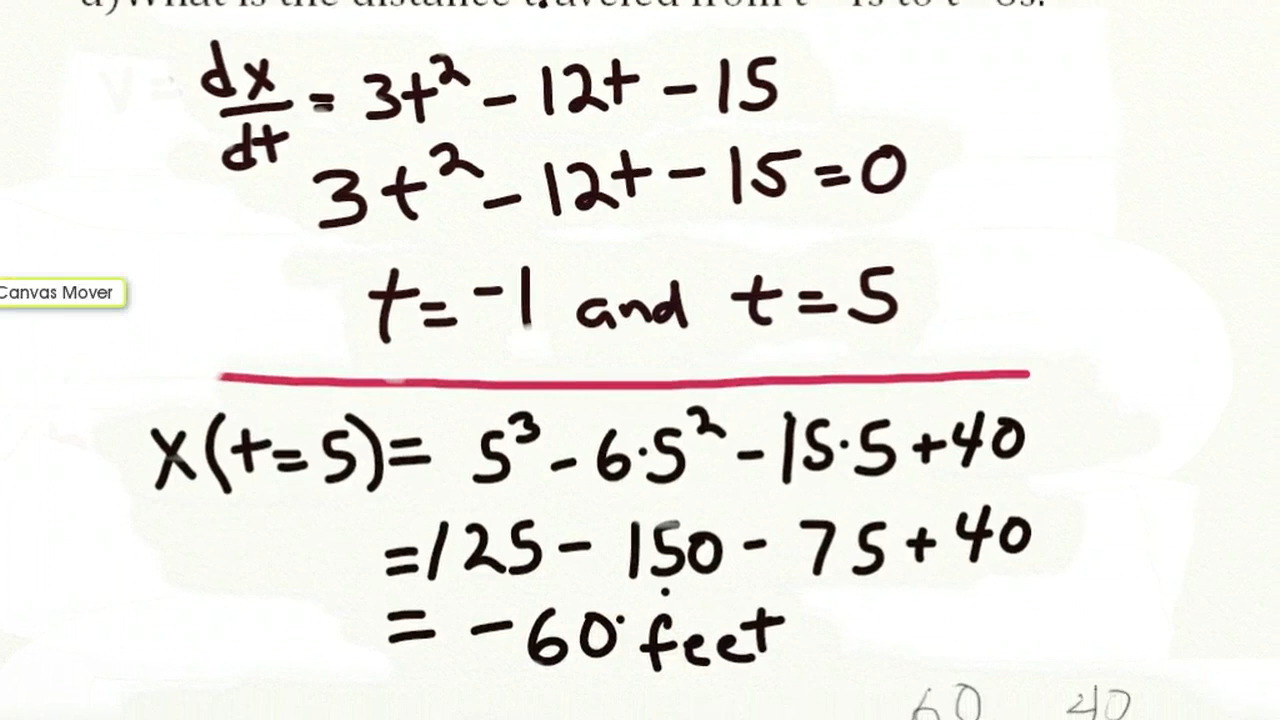 dx/dt = 3t² - 12t - 15
3t² - 12t - 15 = 0
Canvas Mover
t = -1 and t = 5
x(t=5) = 5³ - 6·5² - 15·5 + 40
= 125 - 150 - 75 + 40
= -60 feet
60 40